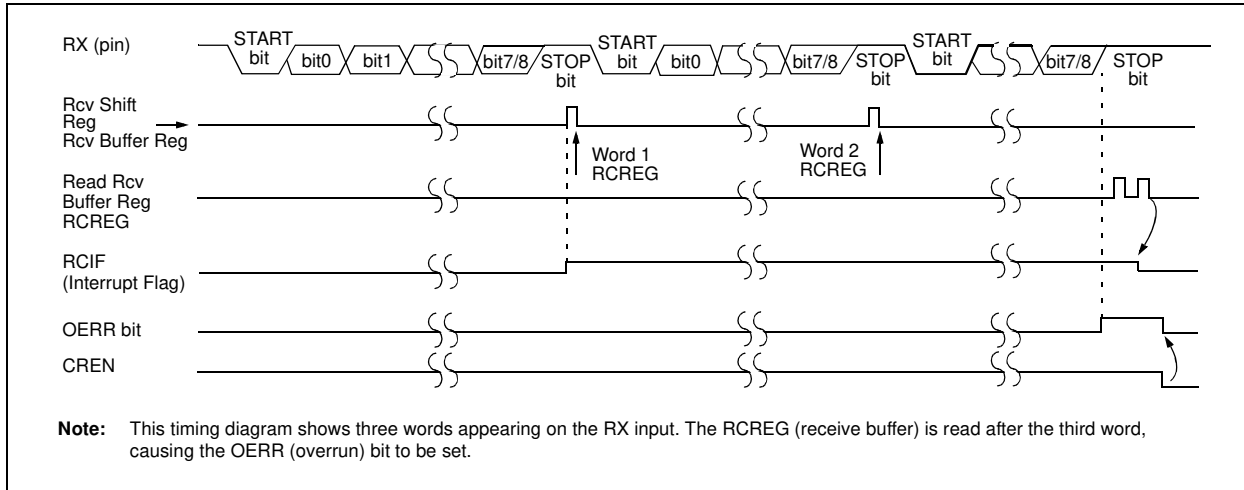 RX (pin)
START bit
bit0
bit1
bit7/8
STOP bit
START bit
bit0
bit7/8
STOP bit
START bit
bit7/8
STOP bit
Rcv Shift
Reg
Rcv Buffer Reg
Word 1
RCREG
Word 2
RCREG
Read Rcv
Buffer Reg
RCREG
RCIF
(Interrupt Flag)
OERR bit
CREN
Note: This timing diagram shows three words appearing on the RX input. The RCREG (receive buffer) is read after the third word,
causing the OERR (overrun) bit to be set.